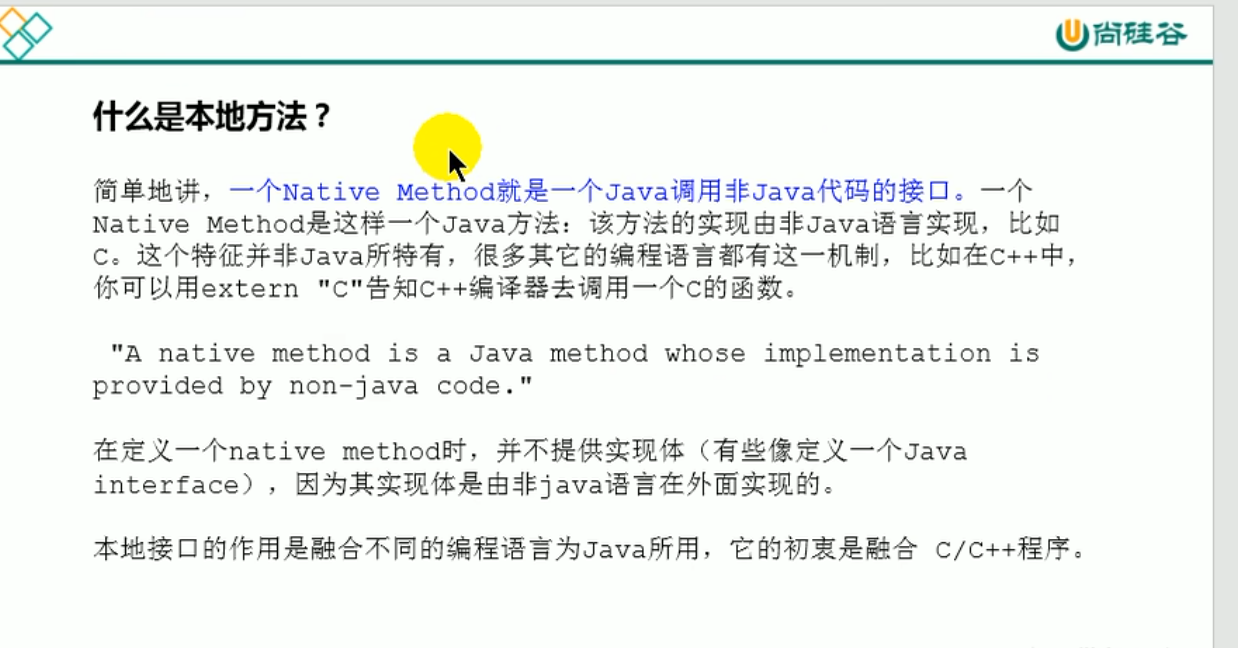 尚硅谷
什么是本地方法？
简单地讲，一个Native Method就是一个Java调用非Java代码的接口。一个
Native Method是这样一个Java方法：该方法的实现由非Java语言实现，比如
C。这个特征并非Java所特有，很多其它的编程语言都有这一机制，比如在C++中，
你可以用extern "C"告知C++编译器去调用一个C的函数。
"A native method is a Java method whose implementation is
provided by non-java code."
在定义一个native method时，并不提供实现体（有些像定义一个Java
interface），因为其实现体是由非java语言在外面实现的。
本地接口的作用是融合不同的编程语言为Java所用，它的初衷是融合 C/C++程序。